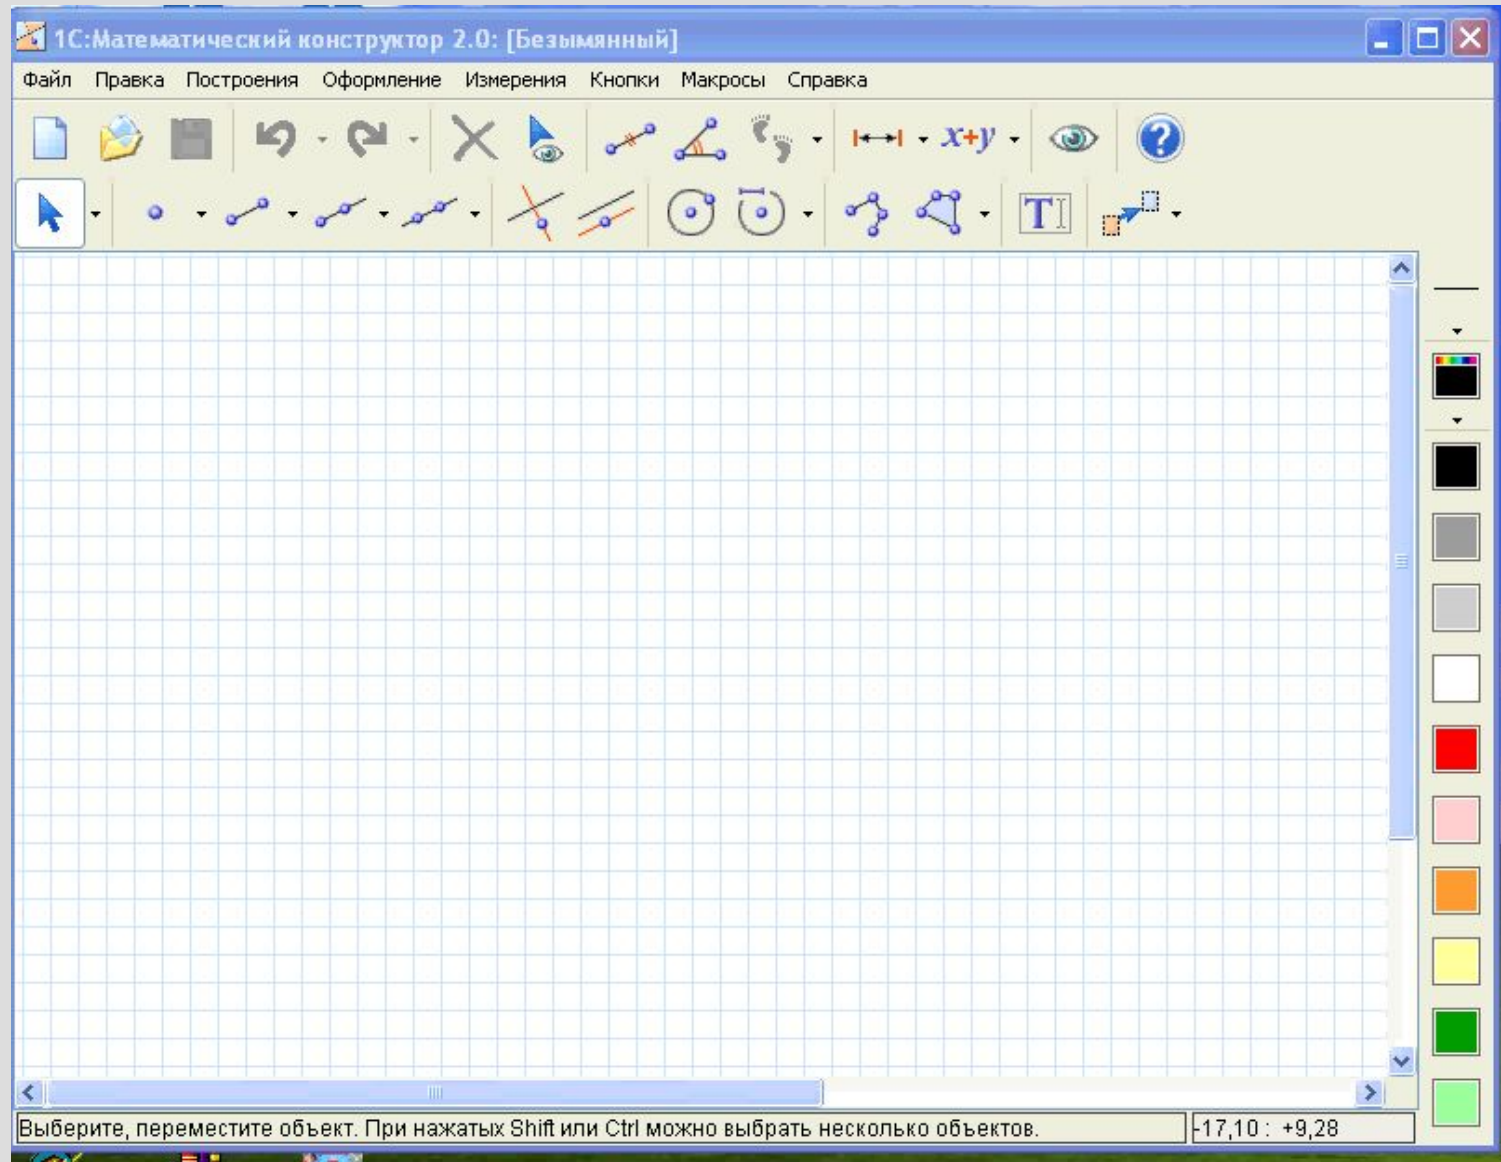 1С:Математический конструктор 2.0: [Безымянный]
Файл Правка Построения Оформление Измерения Кнопки Макросы Справка
x+y
?
T
Выберите, переместите объект. При нажатых Shift или Ctrl можно выбрать несколько объектов.
-17,10 : +9,28